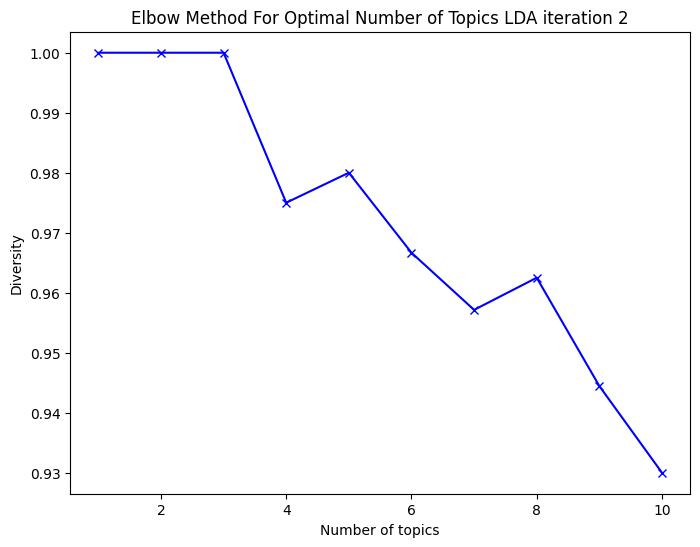 Elbow Method For Optimal Number of Topics LDA iteration 2
1.00
0.99
0.98
0.97
0.96
0.95
0.94
0.93
Diversity
2 4 6 8 10
Number of topics